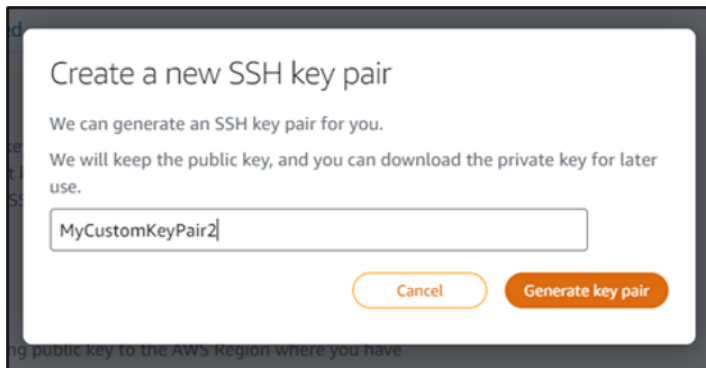 ed
Create a new SSH key pair
We can generate an SSH key pair for you.
We will keep the public key, and you can download the private key for later
use.
MyCustomKeyPair2
Cancel
Generate key pair
ng public key to the AWS Region where you have